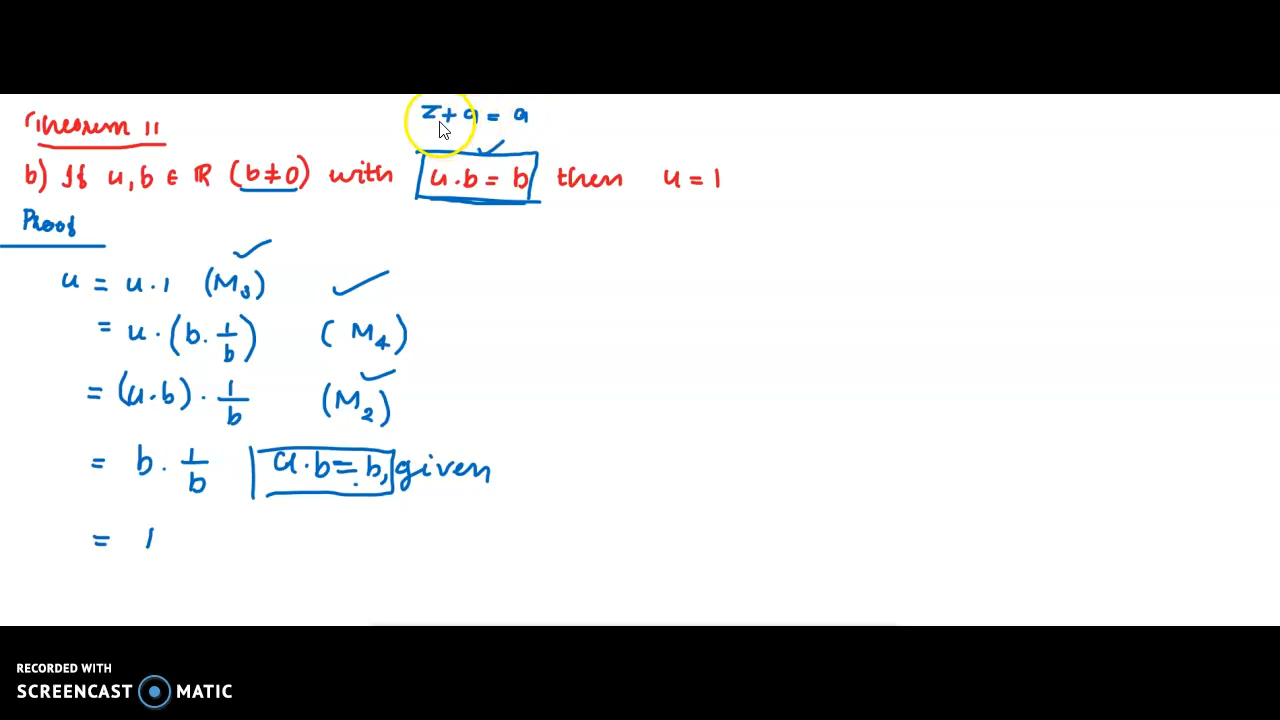 z+a = a
Theorem 11
b) If u, b ∈ ℝ (b≠0) with u·b = b then u = 1
Proof
u = u·1 (M3)
= u·(b·1/b) (M4)
= (u·b)·1/b (M2)
= b·1/b u·b = b, given
= 1
RECORDED WITH
SCREENCAST MATIC